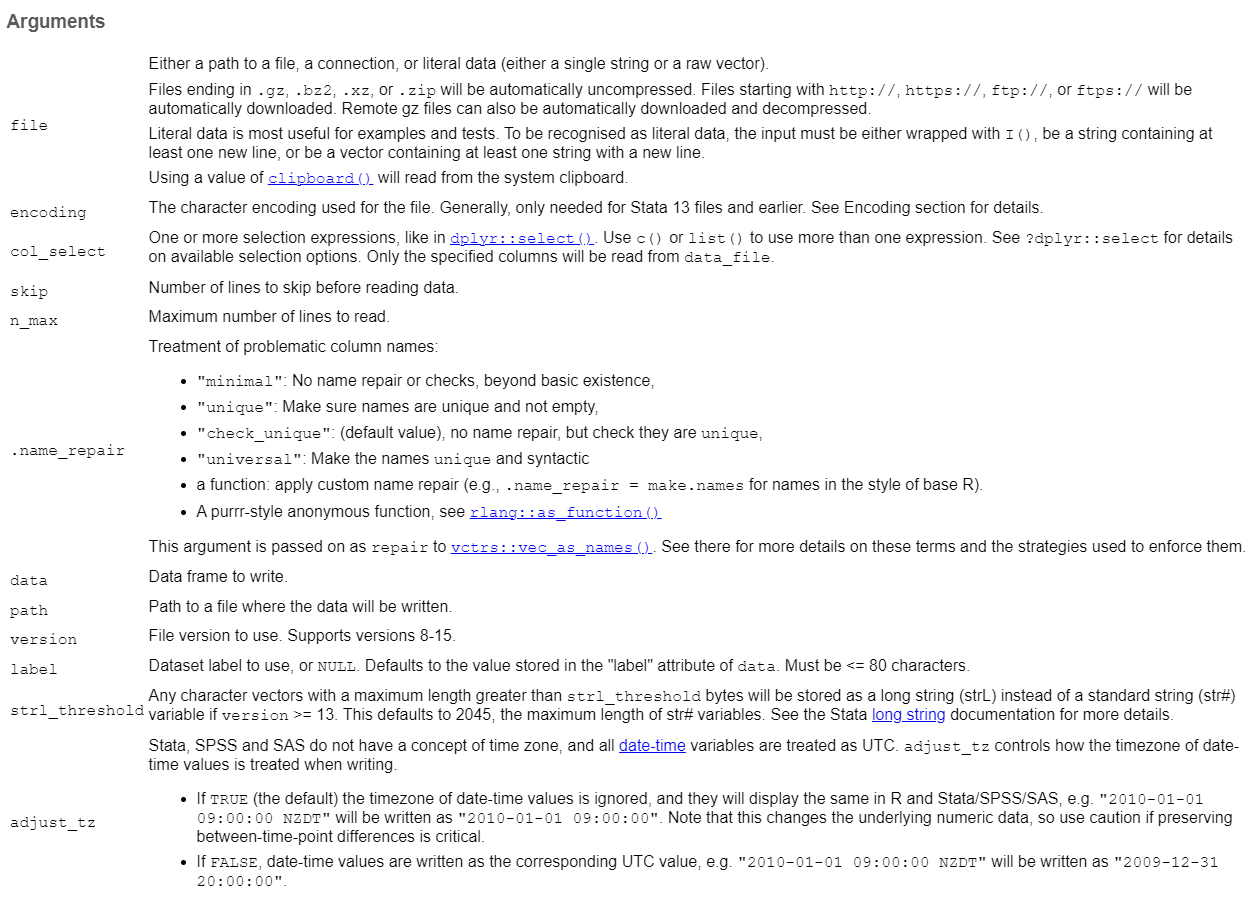 Arguments
file
Either a path to a file, a connection, or literal data (either a single string or a raw vector).
Files ending in .gz, .bz2, .xz, or .zip will be automatically uncompressed. Files starting with http://, https://, ftp://, or ftps:// will be
automatically downloaded. Remote gz files can also be automatically downloaded and decompressed.
Literal data is most useful for examples and tests. To be recognised as literal data, the input must be either wrapped with I(), be a string containing at
least one new line, or be a vector containing at least one string with a new line.
Using a value of clipboard() will read from the system clipboard.
encoding
The character encoding used for the file. Generally, only needed for Stata 13 files and earlier. See Encoding section for details.
col_select
One or more selection expressions, like in dplyr::select(). Use c() or list() to use more than one expression. See ?dplyr::select for details
on available selection options. Only the specified columns will be read from data_file.
skip
Number of lines to skip before reading data.
n_max
Maximum number of lines to read.
.name_repair
Treatment of problematic column names:
• "minimal": No name repair or checks, beyond basic existence,
• "unique": Make sure names are unique and not empty,
• "check_unique": (default value), no name repair, but check they are unique,
• "universal": Make the names unique and syntactic
• a function: apply custom name repair (e.g., .name_repair = make.names for names in the style of base R).
• A purrr-style anonymous function, see rlang::as_function()
This argument is passed on as repair to vctrs::vec_as_names(). See there for more details on these terms and the strategies used to enforce them.
data
Data frame to write.
path
Path to a file where the data will be written.
version
File version to use. Supports versions 8-15.
label
Dataset label to use, or NULL. Defaults to the value stored in the "label" attribute of data. Must be <= 80 characters.
strl_threshold
Any character vectors with a maximum length greater than strl_threshold bytes will be stored as a long string (strL) instead of a standard string (str#)
variable if version >= 13. This defaults to 2045, the maximum length of str# variables. See the Stata long string documentation for more details.
adjust_tz
Stata, SPSS and SAS do not have a concept of time zone, and all date-time variables are treated as UTC. adjust_tz controls how the timezone of date-
time values is treated when writing.
• If TRUE (the default) the timezone of date-time values is ignored, and they will display the same in R and Stata/SPSS/SAS, e.g. "2010-01-01
09:00:00 NZDT" will be written as "2010-01-01 09:00:00". Note that this changes the underlying numeric data, so use caution if preserving
between-time-point differences is critical.
• If FALSE, date-time values are written as the corresponding UTC value, e.g. "2010-01-01 09:00:00 NZDT" will be written as "2009-12-31
20:00:00".